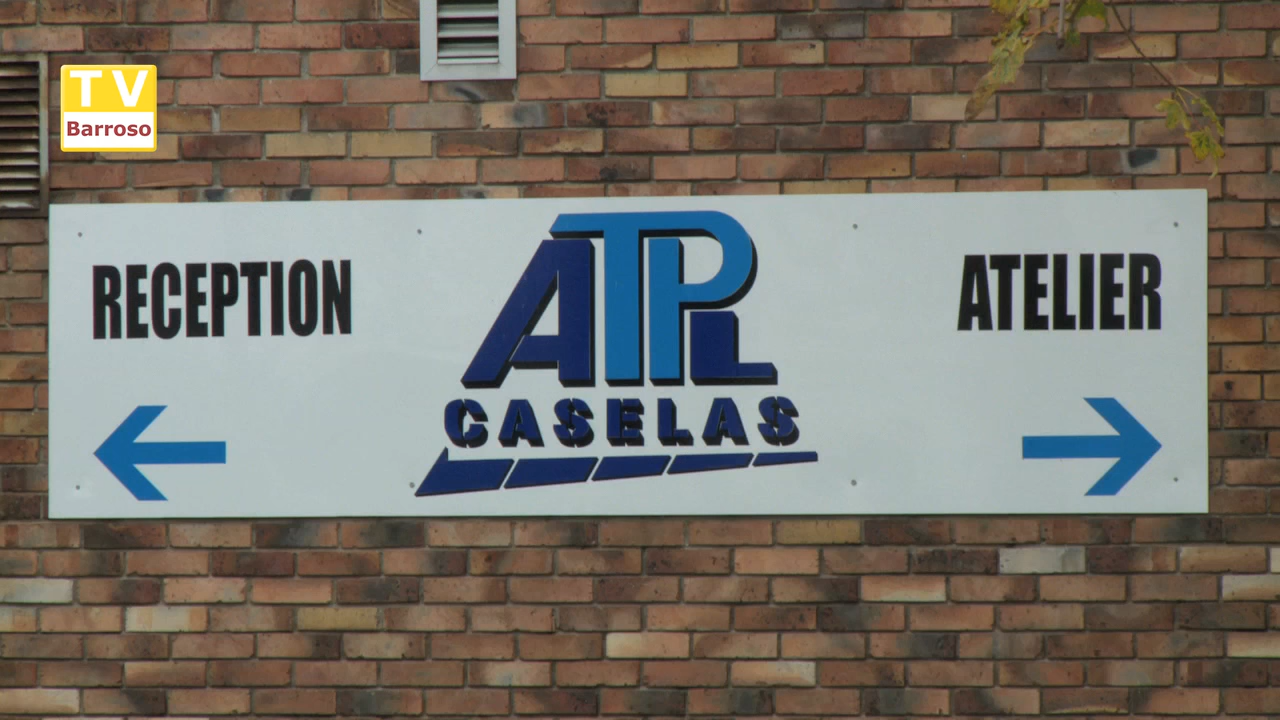 TV
Barroso
RECEPTION
ATPL
CASELAS
ATELIER